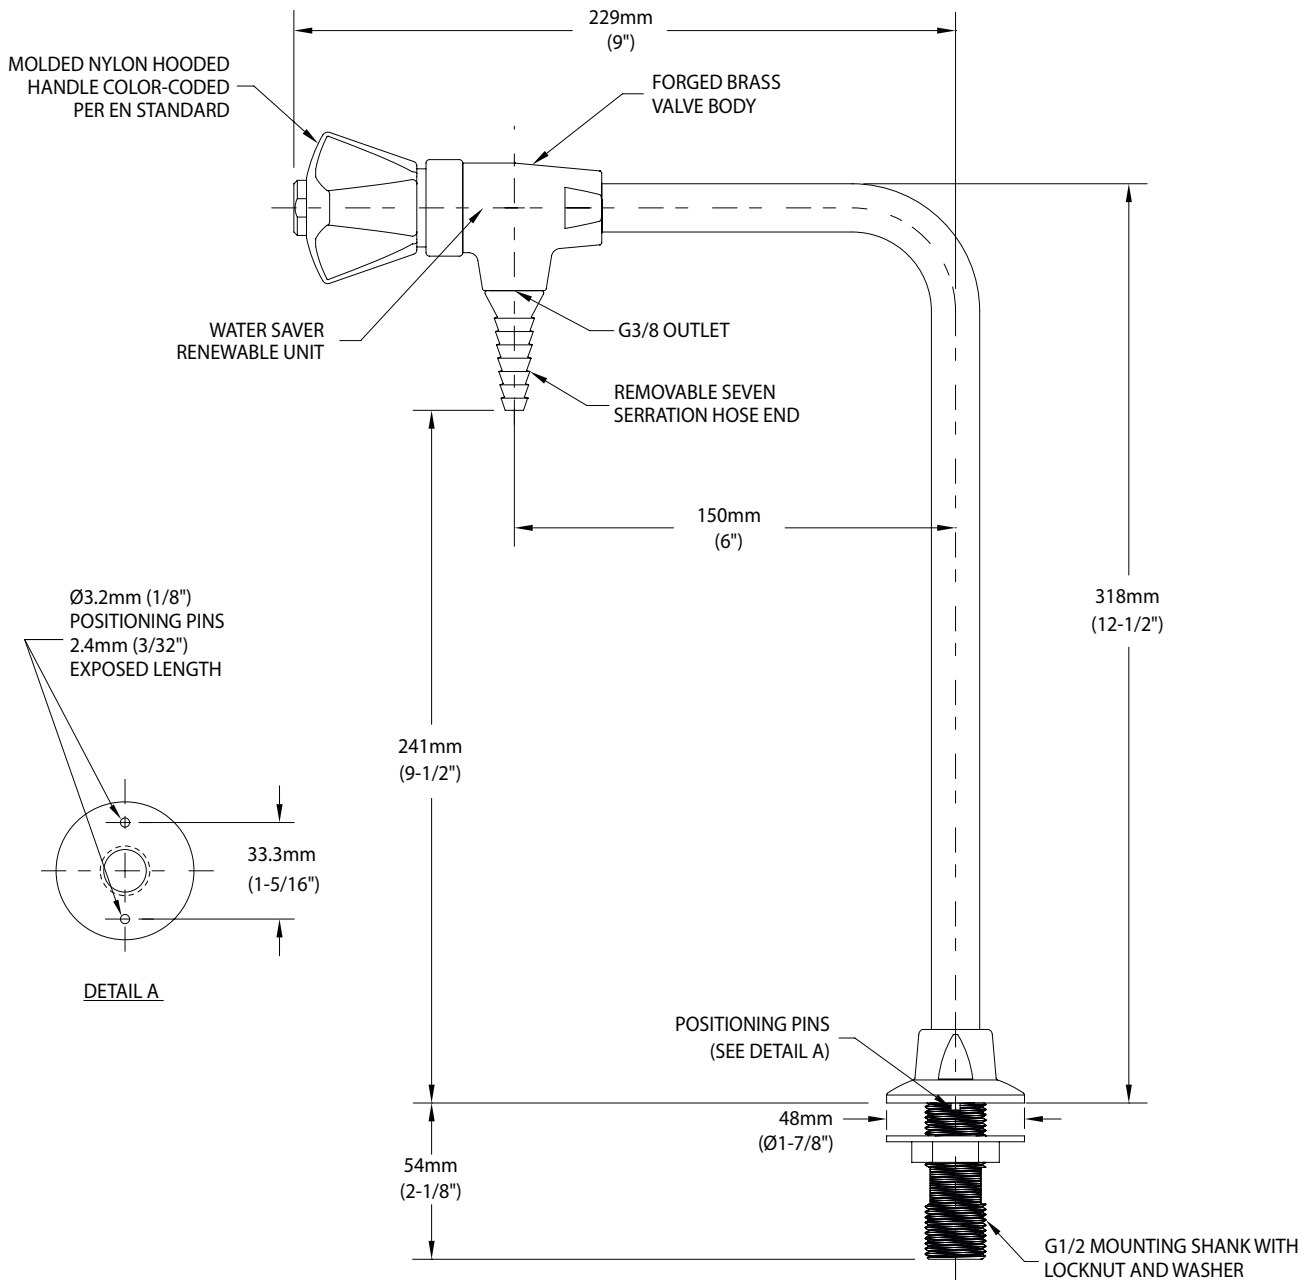 229mm
(9")
MOLDED NYLON HOODED
HANDLE COLOR-CODED
PER EN STANDARD
FORGED BRASS
VALVE BODY
WATER SAVER
RENEWABLE UNIT
G3/8 OUTLET
REMOVABLE SEVEN
SERRATION HOSE END
150mm
(6")
318mm
(12-1/2")
Ø3.2mm (1/8")
POSITIONING PINS
2.4mm (3/32")
EXPOSED LENGTH
241mm
(9-1/2")
33.3mm
(1-5/16")
DETAIL A
POSITIONING PINS
(SEE DETAIL A)
48mm
(Ø1-7/8")
54mm
(2-1/8")
G1/2 MOUNTING SHANK WITH
LOCKNUT AND WASHER